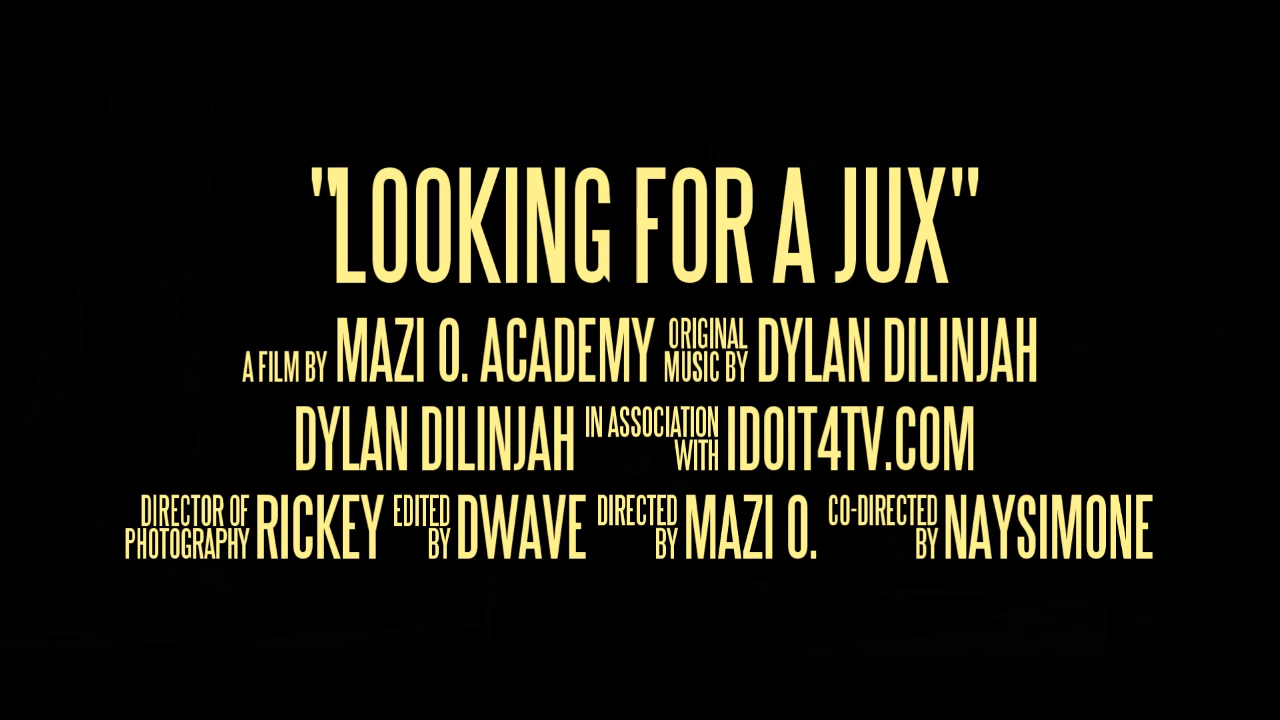 "LOOKING FOR A JUX"
A FILM BY MAZI O. ACADEMY ORIGINAL MUSIC BY DYLAN DILINJAH
DYLAN DILINJAH IN ASSOCIATION WITH IDOIT4TV.COM
DIRECTOR OF PHOTOGRAPHY RICKEY EDITED BY DWAVE DIRECTED BY MAZI O. CO-DIRECTED BY NAYSIMONE